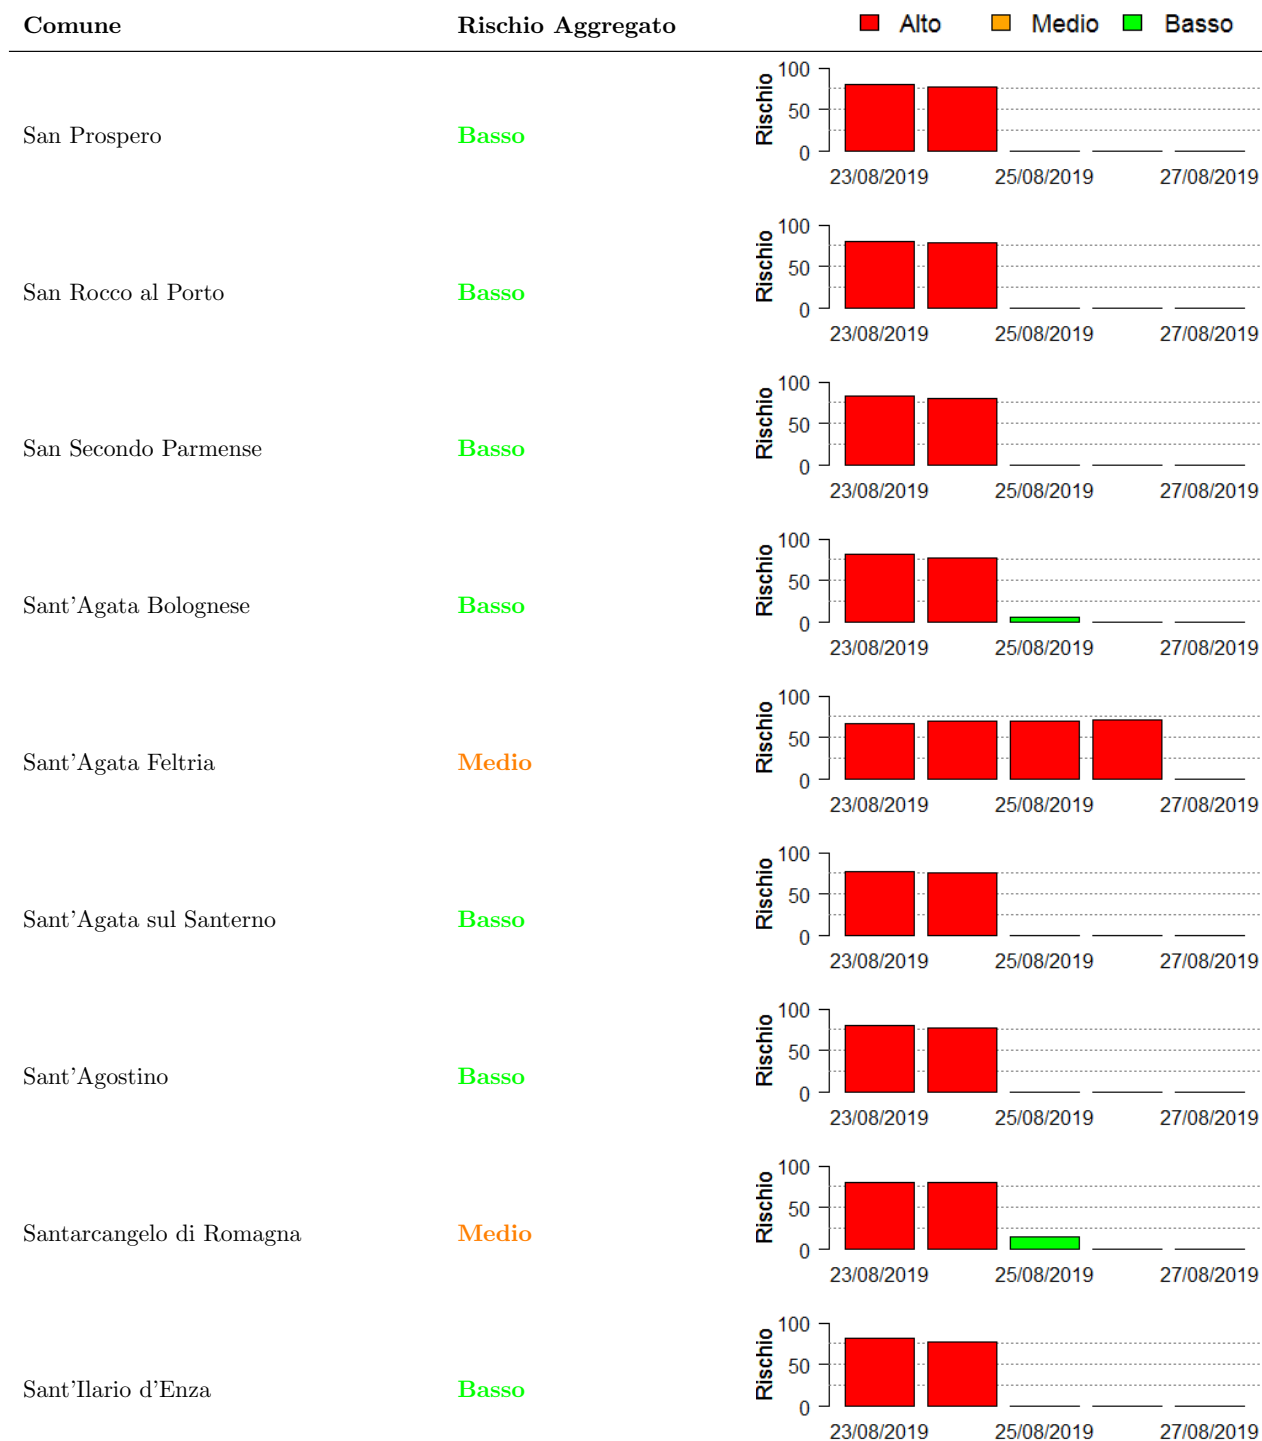 Comune Rischio Aggregato Alto Medio Basso
San Prospero Basso Rischio 100 50 0
23/08/2019 25/08/2019 27/08/2019
San Rocco al Porto Basso Rischio 100 50 0
23/08/2019 25/08/2019 27/08/2019
San Secondo Parmense Basso Rischio 100 50 0
23/08/2019 25/08/2019 27/08/2019
Sant'Agata Bolognese Basso Rischio 100 50 0
23/08/2019 25/08/2019 27/08/2019
Sant'Agata Feltria Medio Rischio 100 50 0
23/08/2019 25/08/2019 27/08/2019
Sant'Agata sul Santerno Basso Rischio 100 50 0
23/08/2019 25/08/2019 27/08/2019
Sant'Agostino Basso Rischio 100 50 0
23/08/2019 25/08/2019 27/08/2019
Santarcangelo di Romagna Medio Rischio 100 50 0
23/08/2019 25/08/2019 27/08/2019
Sant'Ilario d'Enza Basso Rischio 100 50 0
23/08/2019 25/08/2019 27/08/2019